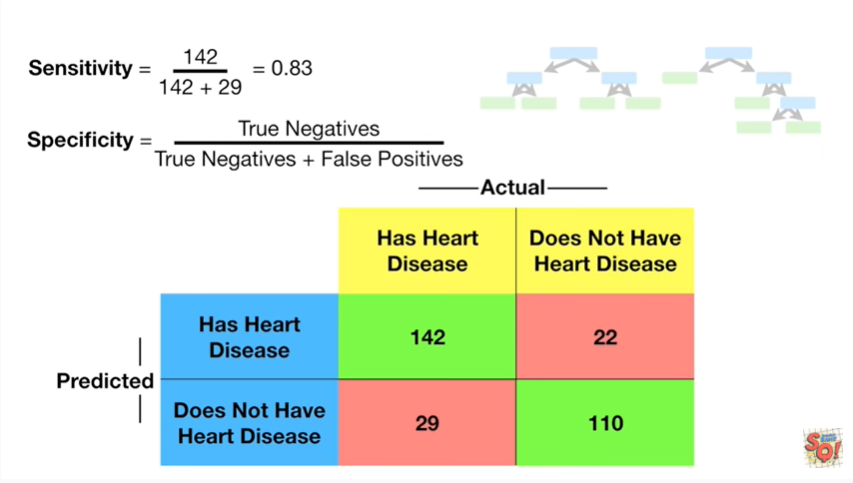 Sensitivity = 142 / 142 + 29 = 0.83
Specificity = True Negatives / True Negatives + False Positives
Actual
Has Heart
Disease
Does Not Have
Heart Disease
Has Heart
Disease
142
22
Predicted
Does Not Have
Heart Disease
29
110
SQ!